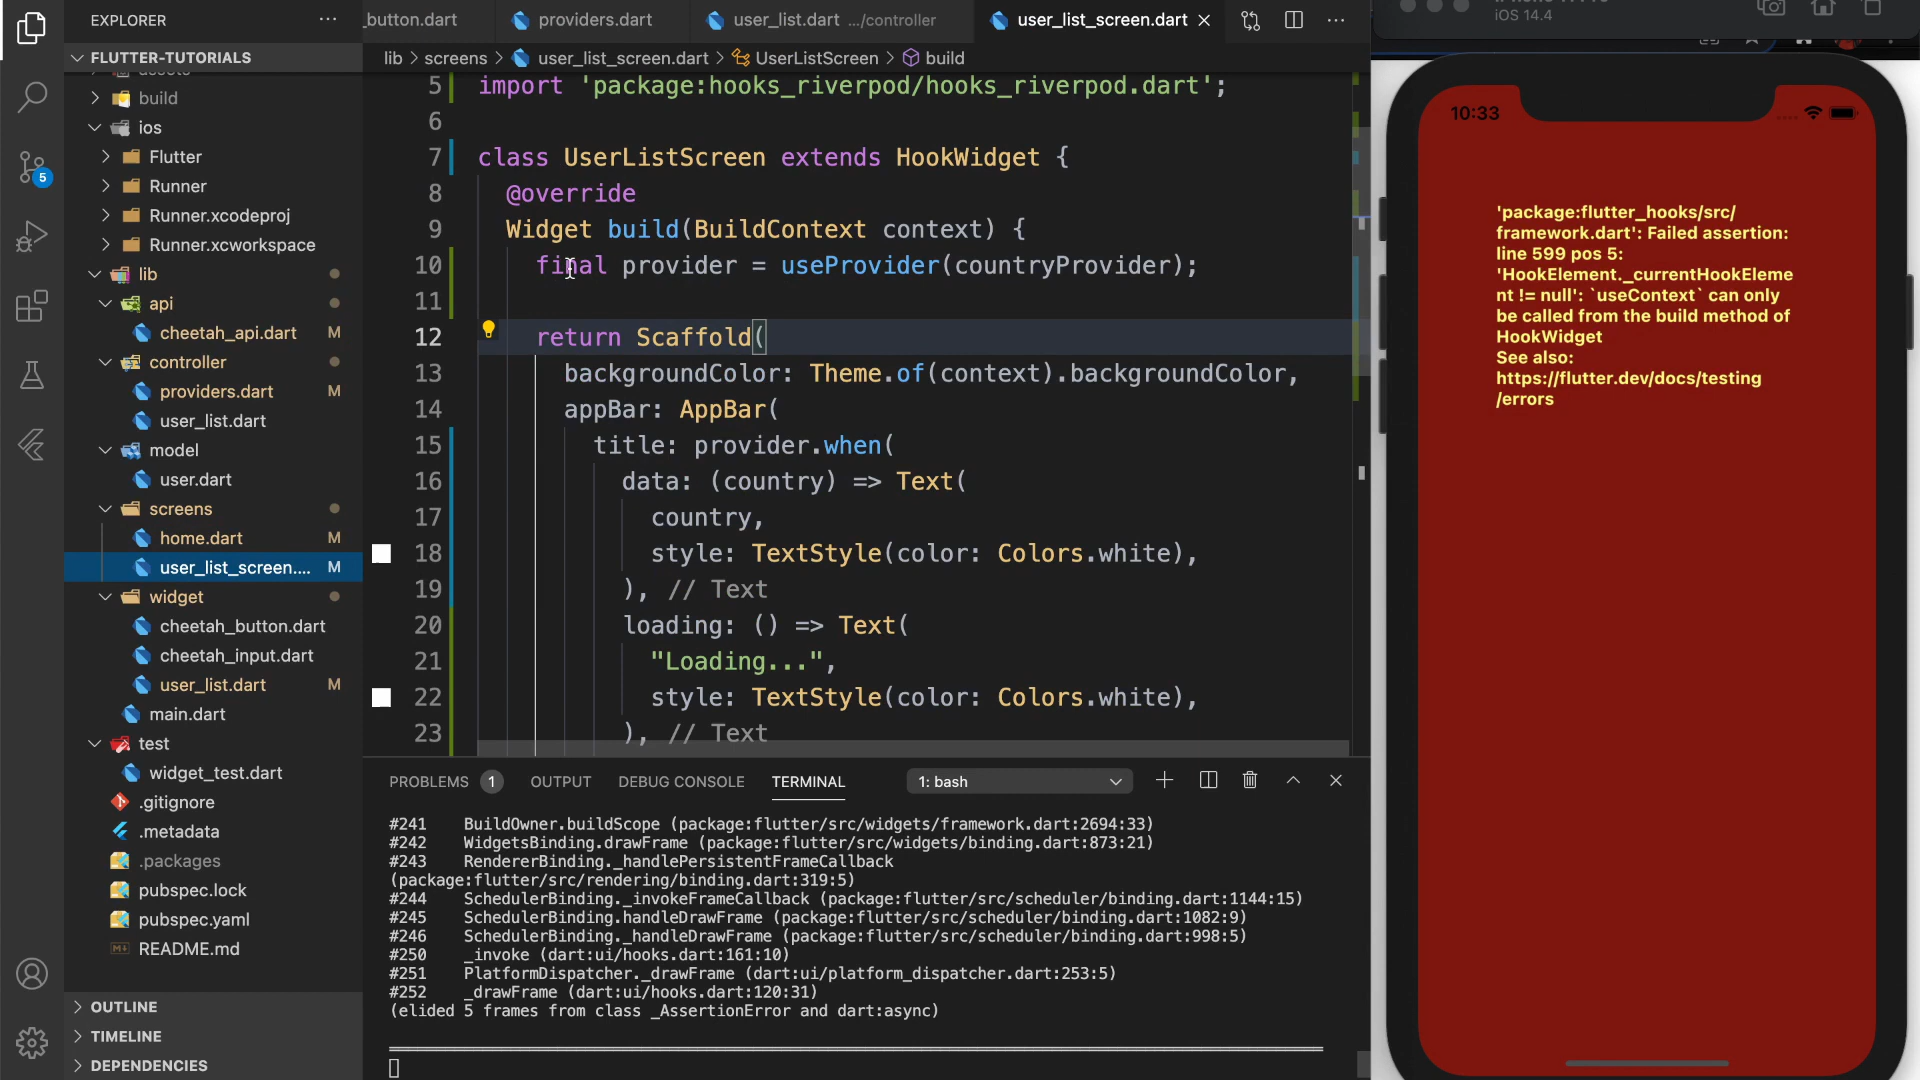 EXPLORER
_button.dart
providers.dart
user_list.dart .../controller
user_list_screen.dart
iOS 14.4
FLUTTER-TUTORIALS
lib > screens > user_list_screen.dart > UserListScreen > build
build
ios
Flutter
Runner
Runner.xcodeproj
Runner.xcworkspace
lib
api
cheetah_api.dart M
controller
providers.dart M
user_list.dart
model
user.dart
screens
home.dart M
user_list_screen.... M
widget
cheetah_button.dart
cheetah_input.dart
user_list.dart M
main.dart
test
widget_test.dart
.gitignore
.metadata
.packages
pubspec.lock
pubspec.yaml
README.md
OUTLINE
TIMELINE
DEPENDENCIES
5
5 import 'package:hooks_riverpod/hooks_riverpod.dart';
6
7 class UserListScreen extends HookWidget {
8 @override
9 Widget build(BuildContext context) {
10 final provider = useProvider(countryProvider);
11
12 return Scaffold(
13 backgroundColor: Theme.of(context).backgroundColor,
14 appBar: AppBar(
15 title: provider.when(
16 data: (country) => Text(
17 country,
18 style: TextStyle(color: Colors.white),
19 ), // Text
20 loading: () => Text(
21 "Loading...",
22 style: TextStyle(color: Colors.white),
23 ), // Text
PROBLEMS 1 OUTPUT DEBUG CONSOLE TERMINAL 1: bash
#241 BuildOwner.buildScope (package:flutter/src/widgets/framework.dart:2694:33)
#242 WidgetsBinding.drawFrame (package:flutter/src/widgets/binding.dart:873:21)
#243 RendererBinding._handlePersistentFrameCallback
(package:flutter/src/rendering/binding.dart:319:5)
#244 SchedulerBinding._invokeFrameCallback (package:flutter/src/scheduler/binding.dart:1144:15)
#245 SchedulerBinding.handleDrawFrame (package:flutter/src/scheduler/binding.dart:1082:9)
#246 SchedulerBinding._handleDrawFrame (package:flutter/src/scheduler/binding.dart:998:5)
#250 _invoke (dart:ui/hooks.dart:161:10)
#251 PlatformDispatcher._drawFrame (dart:ui/platform_dispatcher.dart:253:5)
#252 _drawFrame (dart:ui/hooks.dart:120:31)
(elided 5 frames from class _AssertionError and dart:async)
10:33
'package:flutter_hooks/src/
framework.dart': Failed assertion:
line 599 pos 5:
'HookElement._currentHookEleme
nt != null': `useContext` can only
be called from the build method of
HookWidget
See also:
https://flutter.dev/docs/testing
/errors